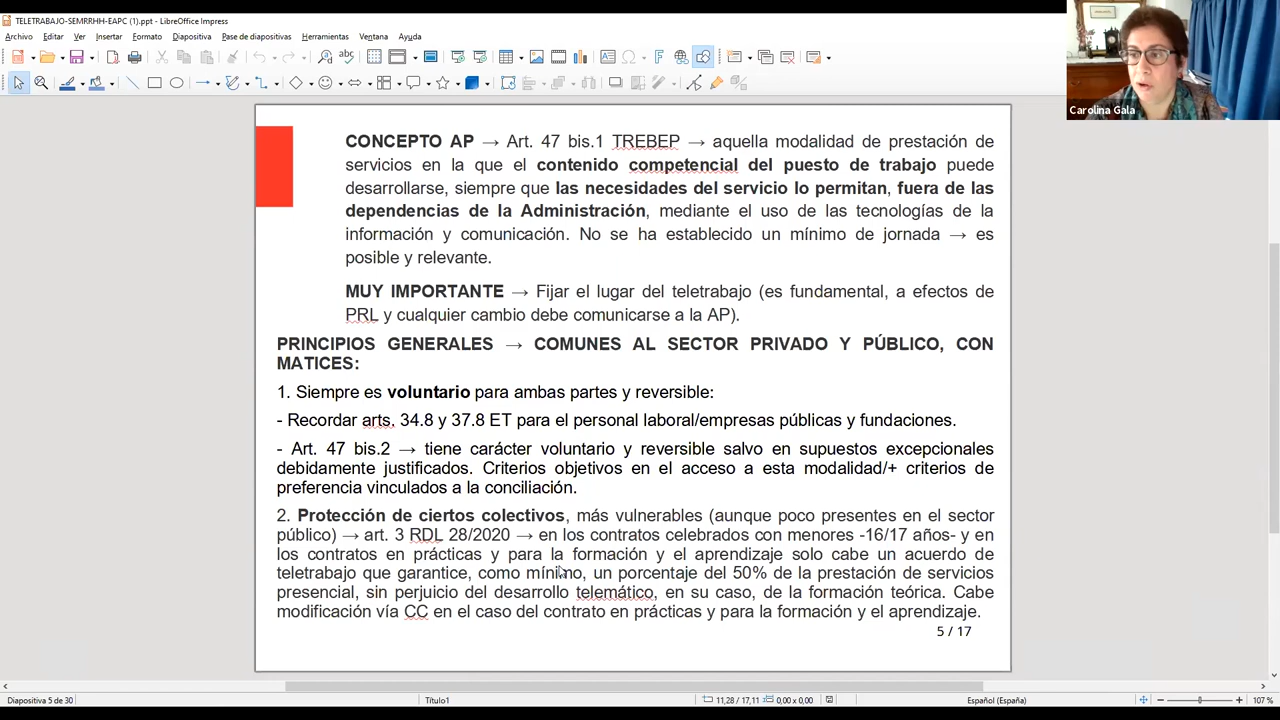 TELETRABAJO-SEMRRHH-EAPC (1).ppt - LibreOffice Impress
Archivo Editar Ver Insertar Formato Diapositiva Pase de diapositivas Herramientas Ventana Ayuda
Carolina Gala
CONCEPTO AP → Art. 47 bis.1 TREBEP → aquella modalidad de prestación de
servicios en la que el contenido competencial del puesto de trabajo puede
desarrollarse, siempre que las necesidades del servicio lo permitan, fuera de las
dependencias de la Administración, mediante el uso de las tecnologías de la
información y comunicación. No se ha establecido un mínimo de jornada → es
posible y relevante.
MUY IMPORTANTE → Fijar el lugar del teletrabajo (es fundamental, a efectos de
PRL y cualquier cambio debe comunicarse a la AP).
PRINCIPIOS GENERALES → COMUNES AL SECTOR PRIVADO Y PÚBLICO, CON
MATICES:
1. Siempre es voluntario para ambas partes y reversible:
- Recordar arts. 34.8 y 37.8 ET para el personal laboral/empresas públicas y fundaciones.
- Art. 47 bis.2 → tiene carácter voluntario y reversible salvo en supuestos excepcionales
debidamente justificados. Criterios objetivos en el acceso a esta modalidad/+ criterios de
preferencia vinculados a la conciliación.
2. Protección de ciertos colectivos, más vulnerables (aunque poco presentes en el sector
público) → art. 3 RDL 28/2020 → en los contratos celebrados con menores -16/17 años- y en
los contratos en prácticas y para la formación y el aprendizaje solo cabe un acuerdo de
teletrabajo que garantice, como mínimo, un porcentaje del 50% de la prestación de servicios
presencial, sin perjuicio del desarrollo telemático, en su caso, de la formación teórica. Cabe
modificación vía CC en el caso del contrato en prácticas y para la formación y el aprendizaje.
5 / 17
Diapositiva 5 de 30 Título1 11,28 / 17,11 0,00 x 0,00 Español (España) 107 %